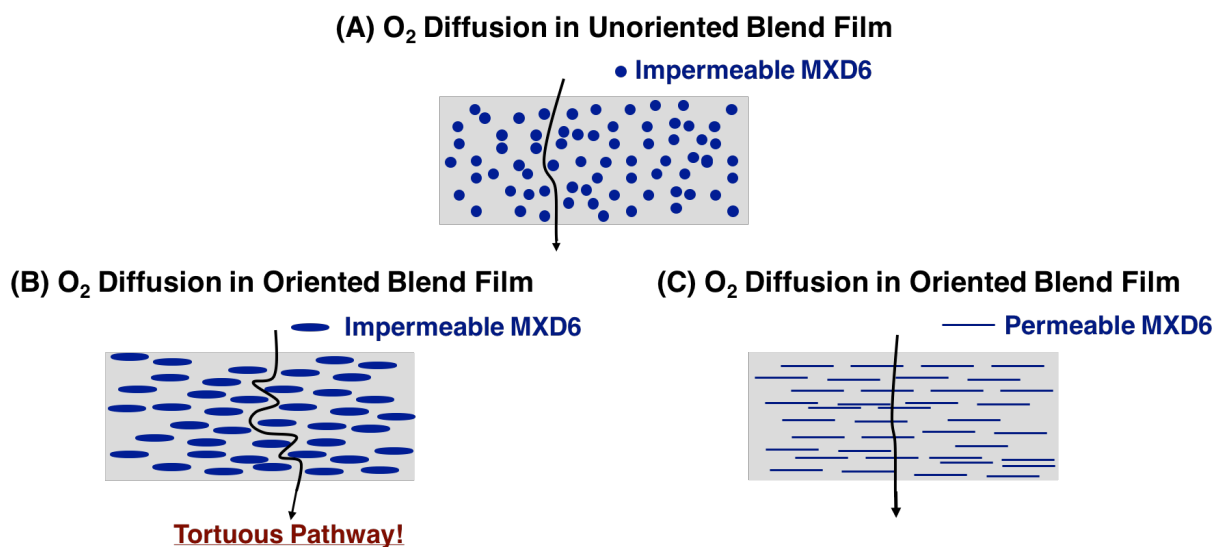 (A) O₂ Diffusion in Unoriented Blend Film
Impermeable MXD6
(B) O₂ Diffusion in Oriented Blend Film
Impermeable MXD6
Tortuous Pathway!
(C) O₂ Diffusion in Oriented Blend Film
Permeable MXD6